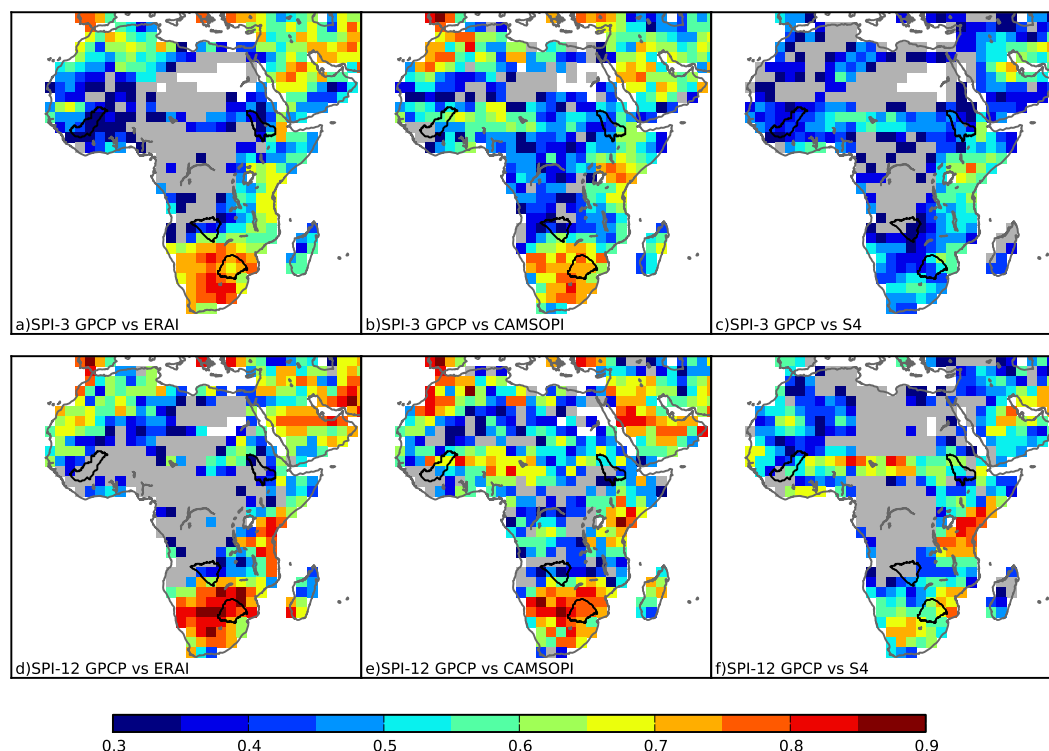 a)SPI-3 GPCP vs ERAI
b)SPI-3 GPCP vs CAMSOPI
c)SPI-3 GPCP vs S4
d)SPI-12 GPCP vs ERAI
e)SPI-12 GPCP vs CAMSOPI
f)SPI-12 GPCP vs S4
0.3 0.4 0.5 0.6 0.7 0.8 0.9